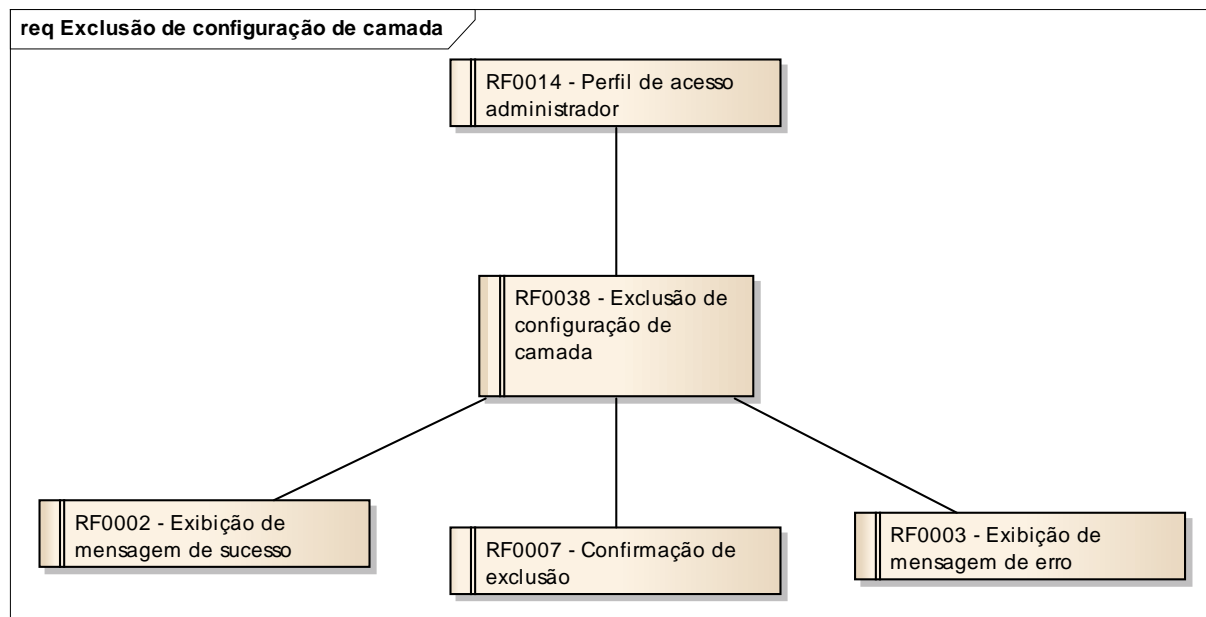 req Exclusão de configuração de camada
RF0014 - Perfil de acesso
administrador
RF0038 - Exclusão de
configuração de
camada
RF0002 - Exibição de
mensagem de sucesso
RF0007 - Confirmação de
exclusão
RF0003 - Exibição de
mensagem de erro